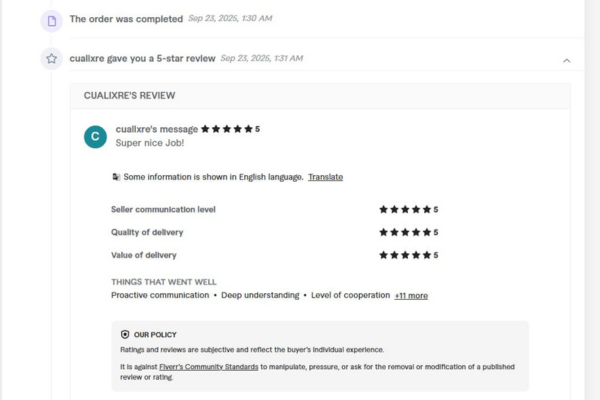 The order was completed Sep 23, 2025, 1:30 AM
cualixre gave you a 5-star review Sep 23, 2025, 1:31 AM
CUALIXRE'S REVIEW
C
cualixre's message ★★★★★ 5
Super nice Job!
Some information is shown in English language. Translate
Seller communication level ★★★★★ 5
Quality of delivery ★★★★★ 5
Value of delivery ★★★★★ 5
THINGS THAT WENT WELL
Proactive communication • Deep understanding • Level of cooperation +11 more
OUR POLICY
Ratings and reviews are subjective and reflect the buyer's individual experience.
It is against Fiverr's Community Standards to manipulate, pressure, or ask for the removal or modification of a published
review or rating.